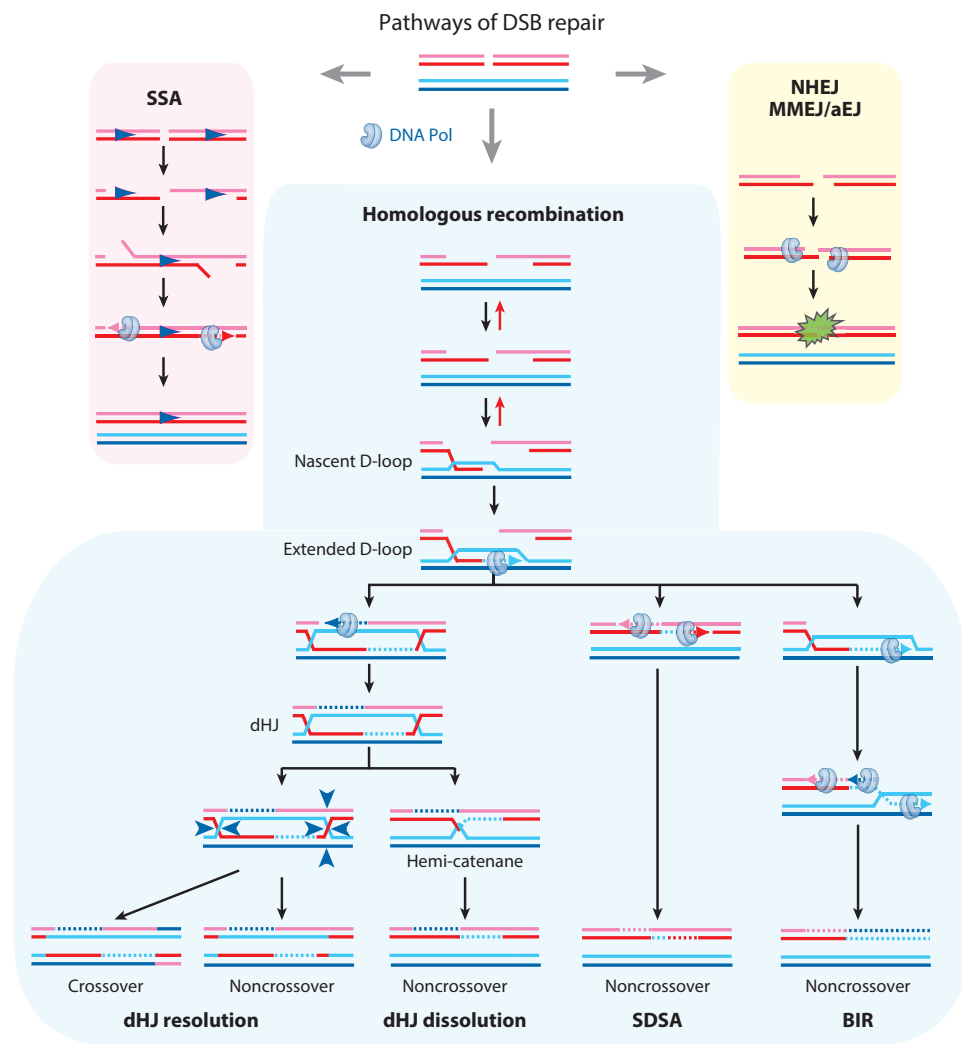 Pathways of DSB repair
SSA
NHEJ
MMEJ/aEJ
DNA Pol
Homologous recombination
Nascent D-loop
Extended D-loop
dHJ
Hemi-catenane
Crossover
Noncrossover
Noncrossover
Noncrossover
Noncrossover
dHJ resolution
dHJ dissolution
SDSA
BIR